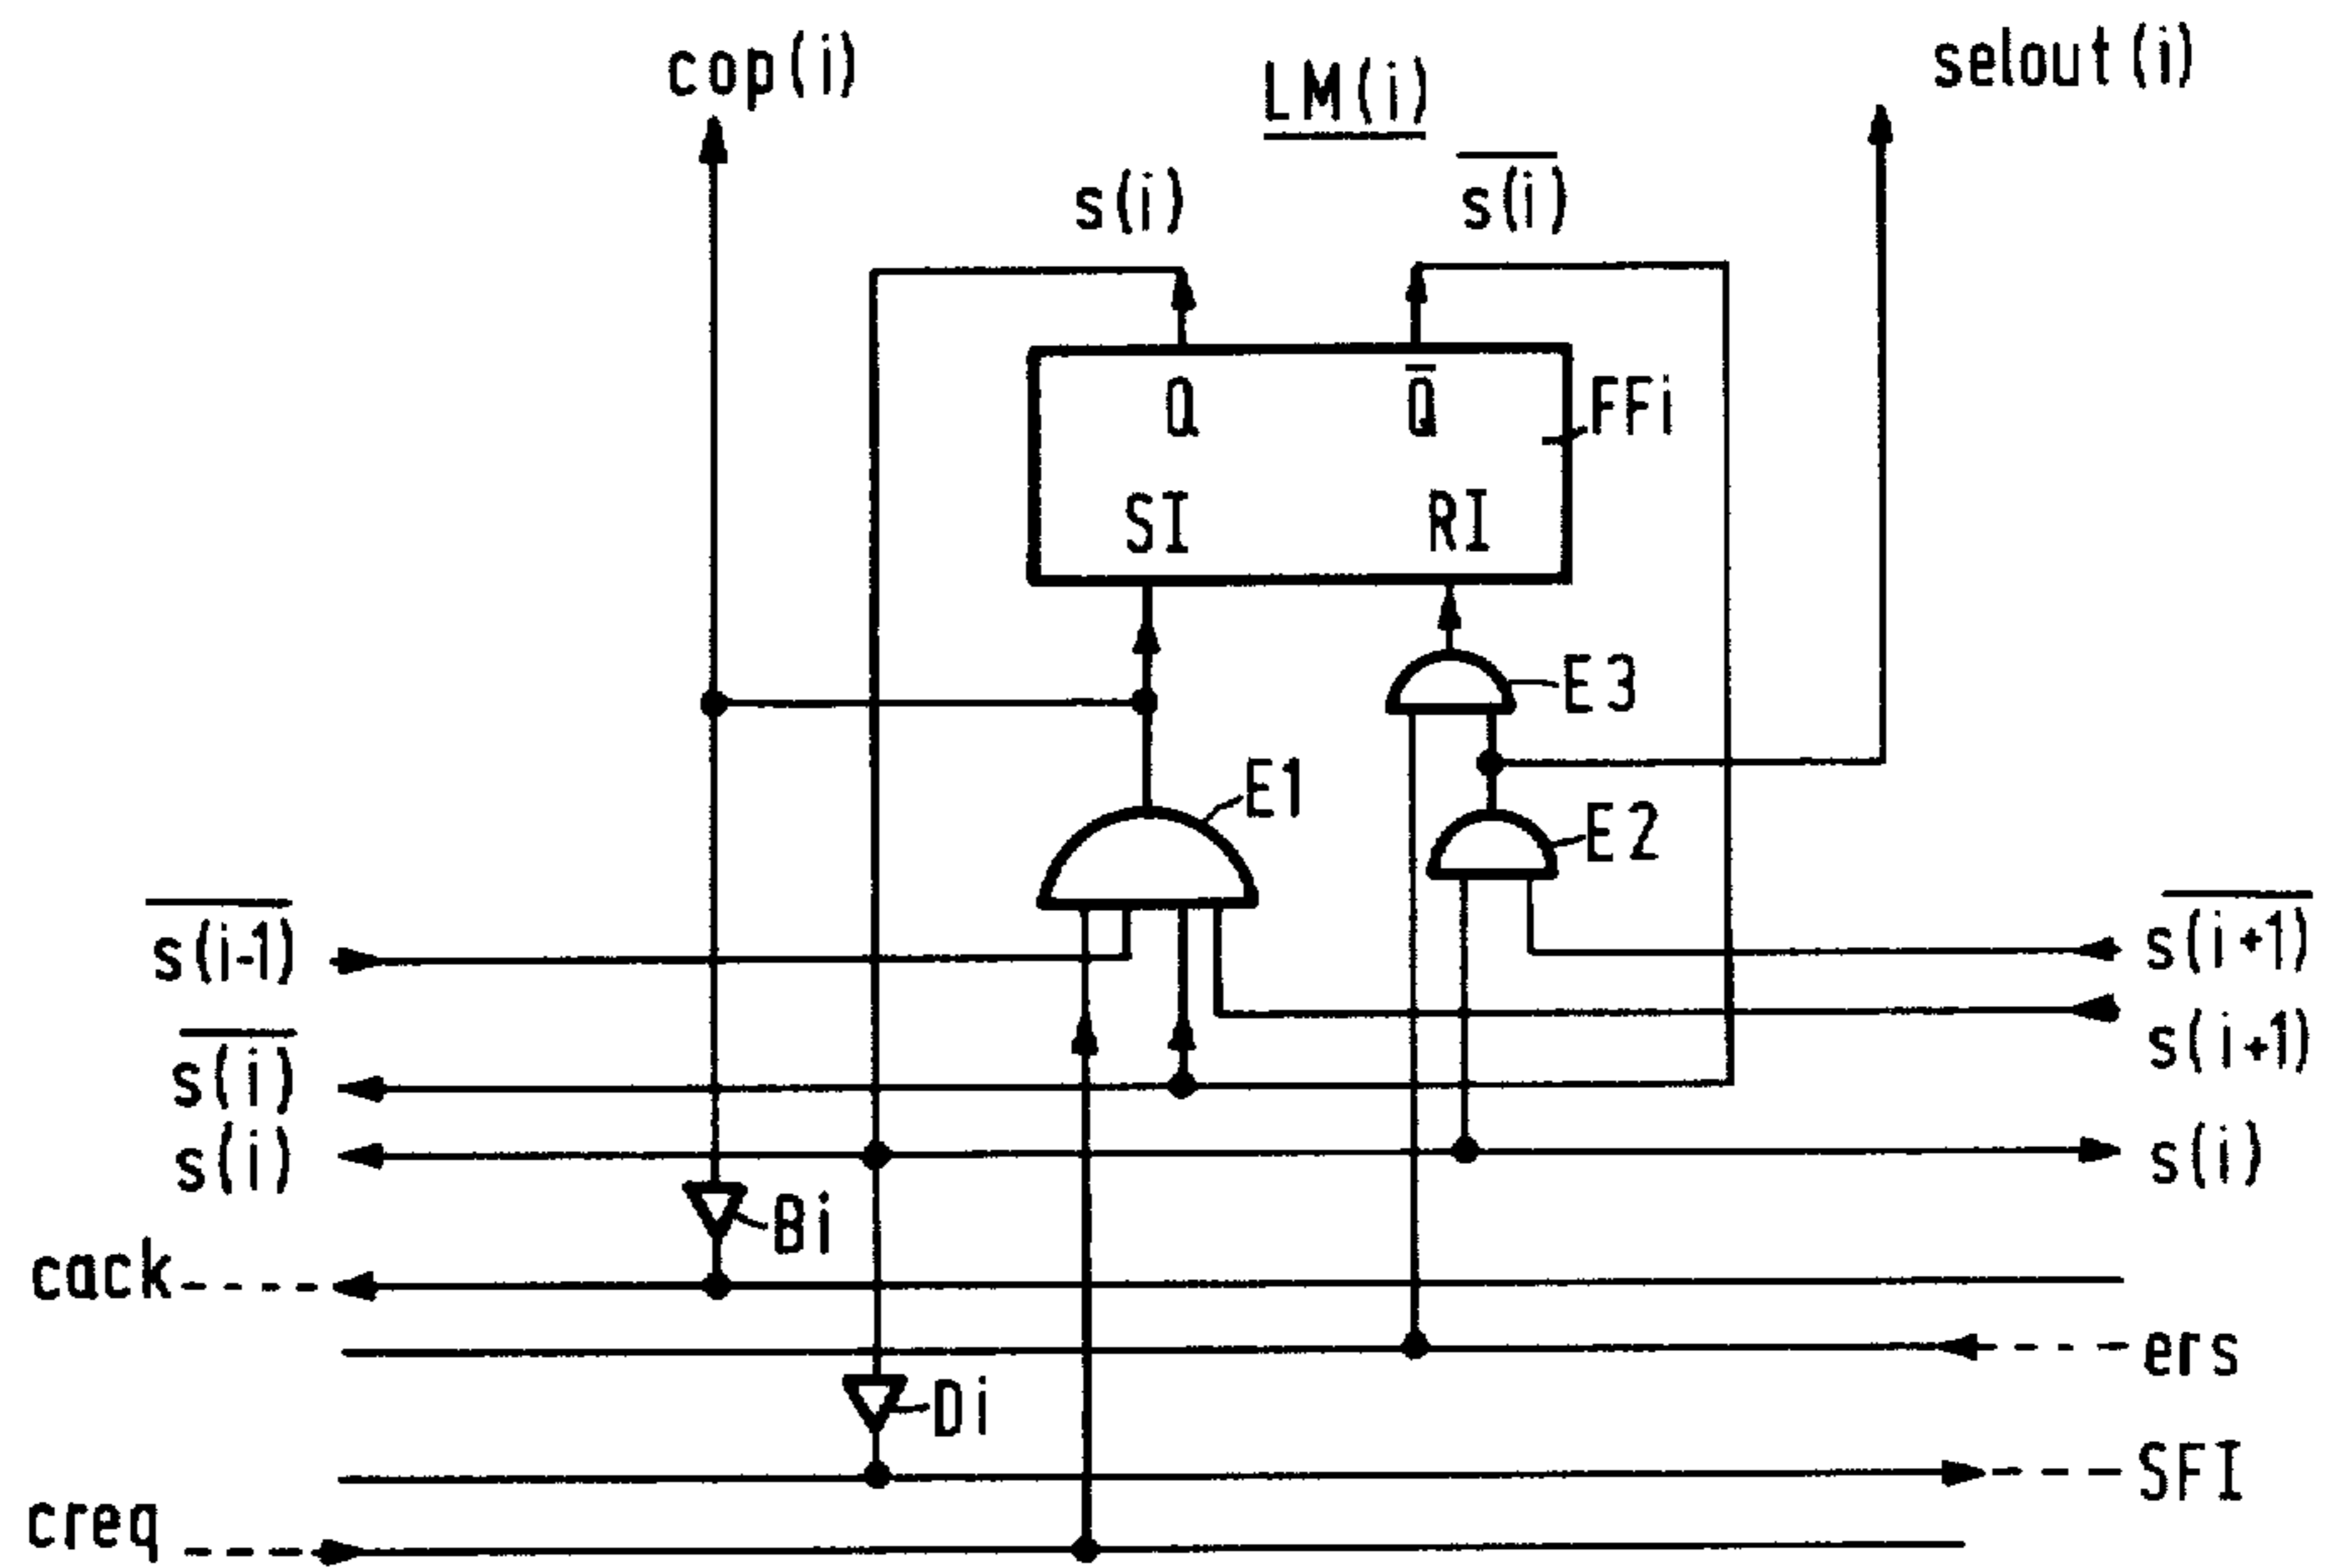 cop(i)
LM(i)
selout(i)
s(i)
s̅(̅i̅)̅
Q
Q̅
FFi
SI
RI
E3
E1
E2
s̅(̅i̅-̅1̅)̅
s̅(̅i̅+̅1̅)̅
s(i+1)
s̅(̅i̅)̅
s(i)
s(i)
Bi
cack
ers
Di
SFI
creq